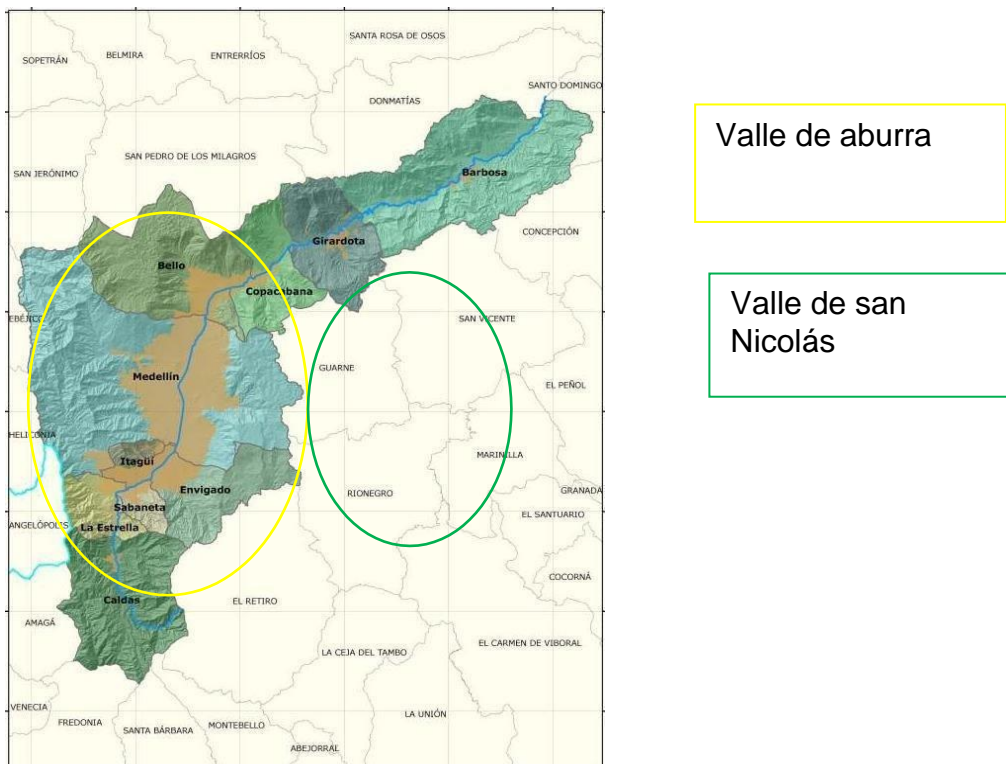 SANTA ROSA DE OSOS
BELMIRA
ENTRERRÍOS
SOPETRÁN
SANTO DOMINGO
DONMATÍAS
SAN PEDRO DE LOS MILAGROS
SAN JERÓNIMO
Barbosa
CONCEPCIÓN
Girardota
Bello
Copacabana
EBÉJICO
SAN VICENTE
GUARNE
Medellín
EL PEÑOL
HELICONIA
MARINILLA
Itagüí
Envigado
RIONEGRO
GRANADA
Sabaneta
EL SANTUARIO
ANGELÓPOLIS
La Estrella
COCORNÁ
Caldas
EL RETIRO
AMAGÁ
EL CARMEN DE VIBORAL
LA CEJA DEL TAMBO
VENECIA
LA UNIÓN
FREDONIA
MONTEBELLO
SANTA BÁRBARA
ABEJORRAL
Valle de aburra
Valle de san
Nicolás